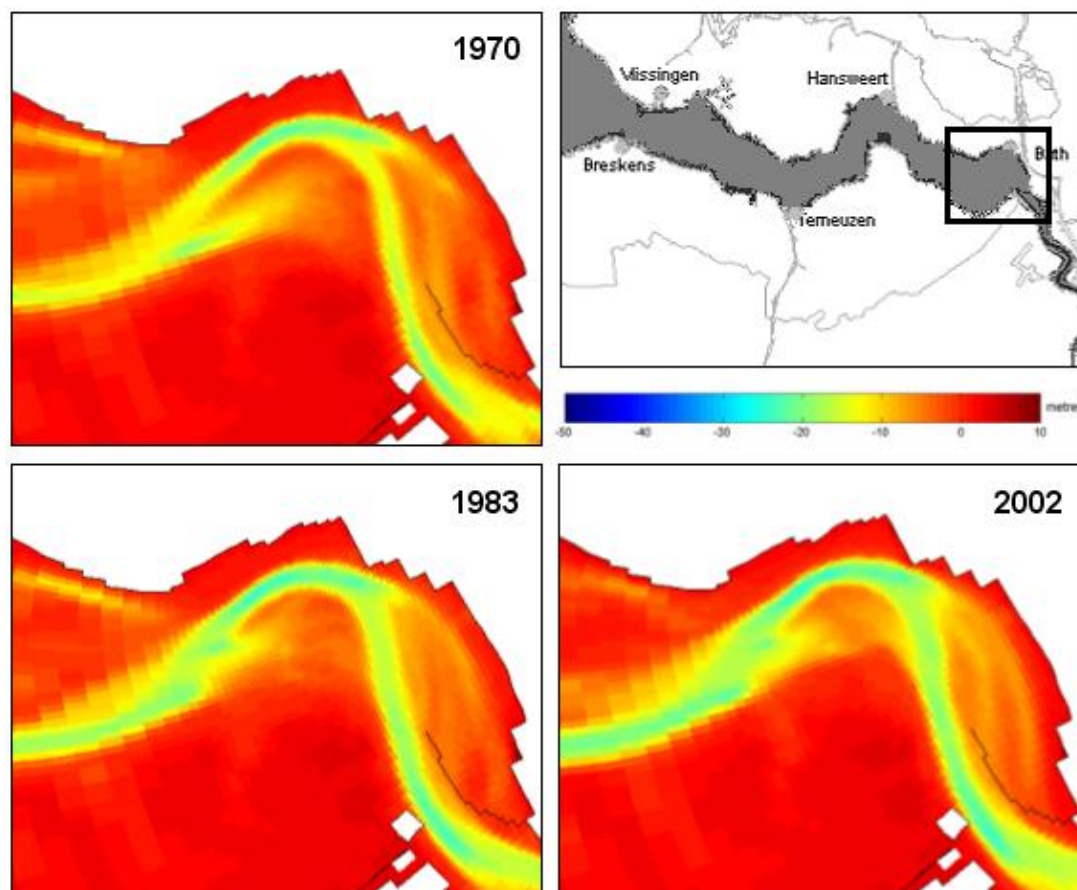 1970
Vlissingen
Hansweert
Breskens
Bath
Terneuzen
metre
-50 -40 -30 -20 -10 0 10
1983
2002